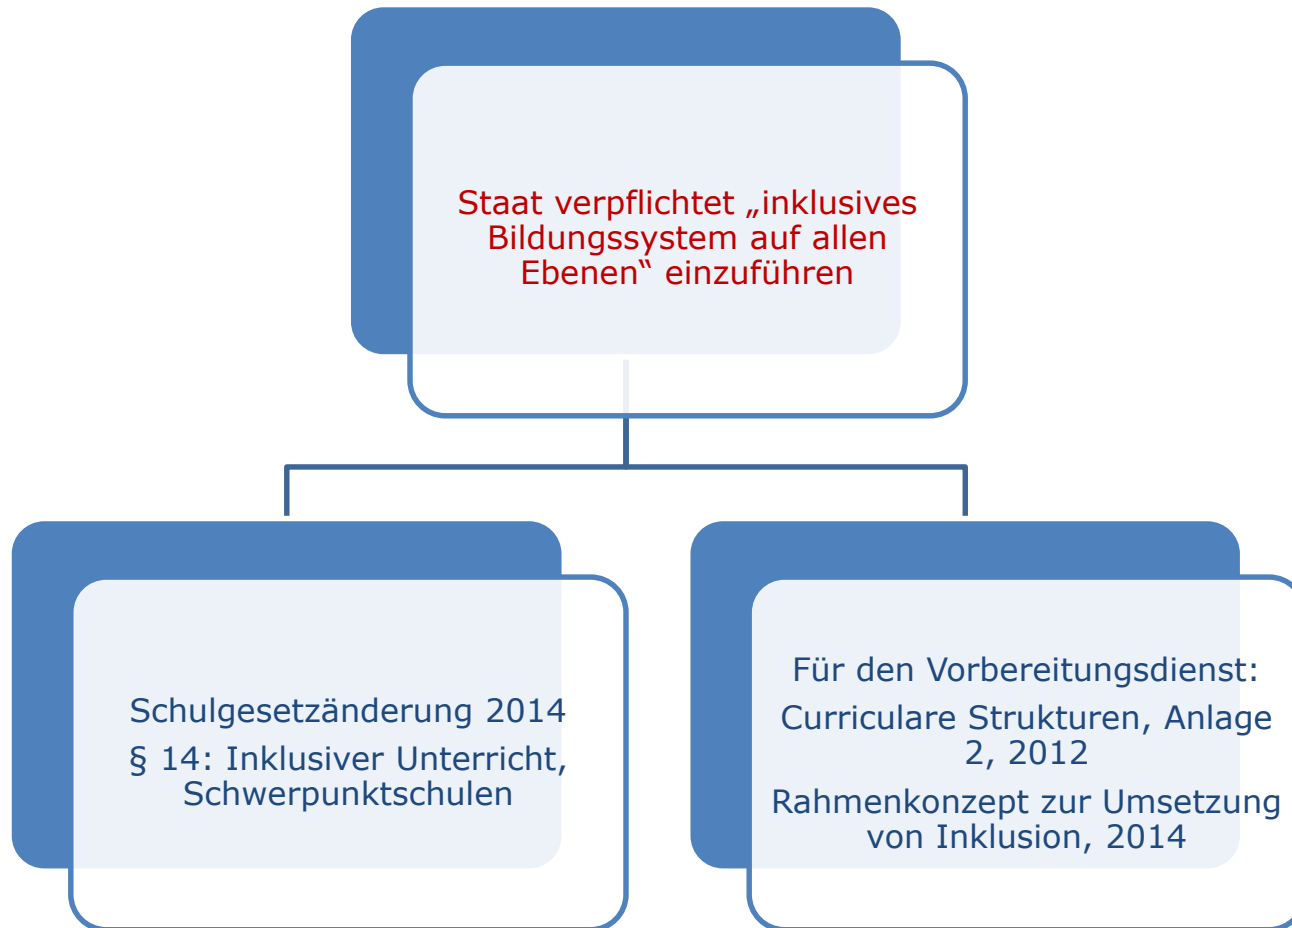 Staat verpflichtet „inklusives
Bildungssystem auf allen
Ebenen“ einzuführen
Schulgesetzänderung 2014
§ 14: Inklusiver Unterricht,
Schwerpunktschulen
Für den Vorbereitungsdienst:
Curriculare Strukturen, Anlage
2, 2012
Rahmenkonzept zur Umsetzung
von Inklusion, 2014